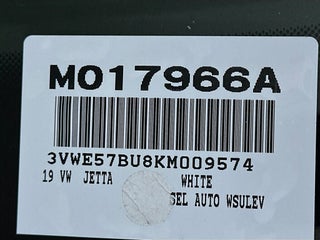 M017966A
3VWE57BU8KM009574
19 VW JETTA WHITE
SEL AUTO WSULEV